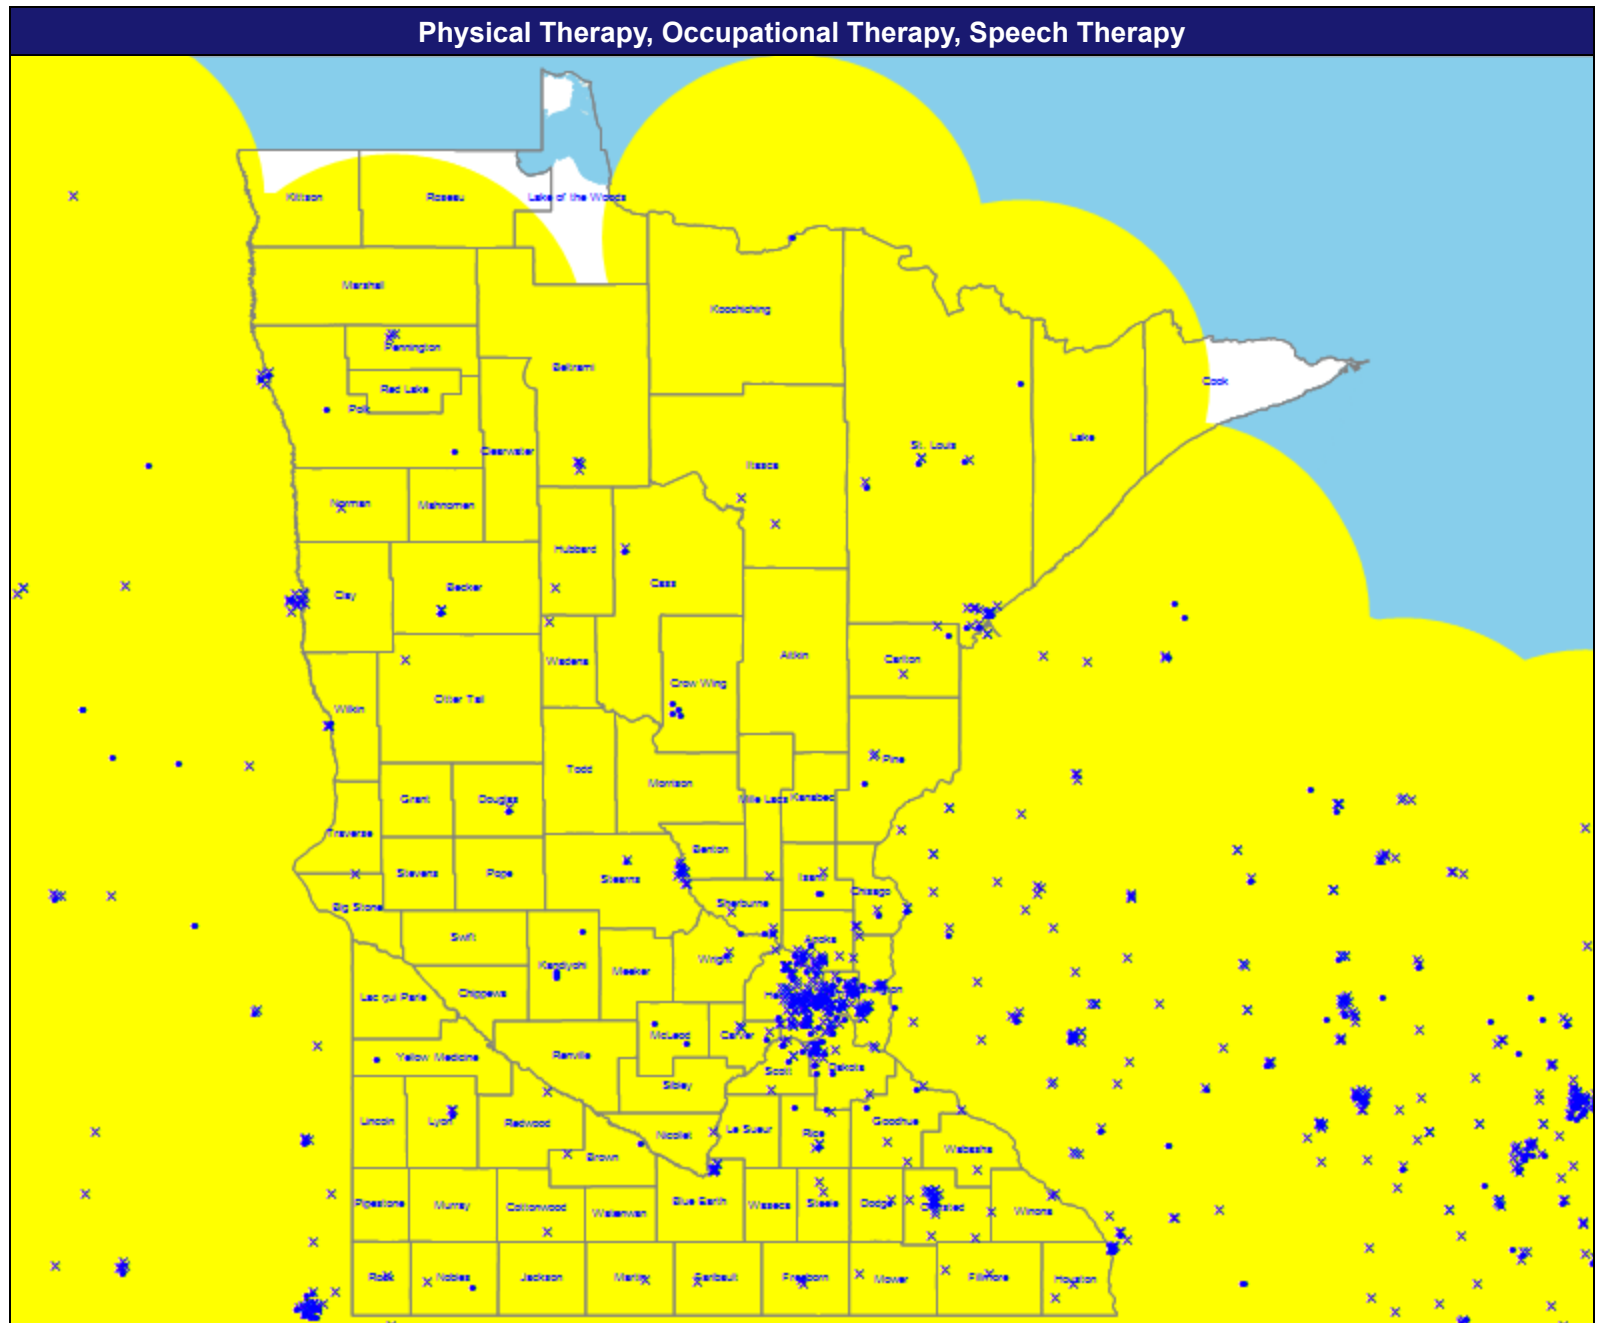 Physical Therapy, Occupational Therapy, Speech Therapy
Kittson
Roseau
Lake of the Woods
Marshall
Koochiching
Pennington
Beltrami
Cook
Red Lake
Polk
Lake
St. Louis
Clearwater
Itasca
Norman
Mahnomen
Hubbard
Cass
Becker
Clay
Aitkin
Carlton
Wadena
Crow Wing
Otter Tail
Wilkin
Pine
Todd
Morrison
Grant
Douglas
Mille Lacs
Kanabec
Traverse
Benton
Stevens
Pope
Stearns
Isanti
Chisago
Big Stone
Sherburne
Swift
Anoka
Kandiyohi
Meeker
Wright
Lac qui Parle
Chippewa
McLeod
Carver
Yellow Medicine
Renville
Scott
Dakota
Sibley
Lincoln
Lyon
Redwood
Nicollet
Le Sueur
Rice
Goodhue
Brown
Wabasha
Pipestone
Murray
Cottonwood
Watonwan
Blue Earth
Waseca
Steele
Dodge
Olmsted
Winona
Rock
Nobles
Jackson
Martin
Faribault
Freeborn
Mower
Fillmore
Houston